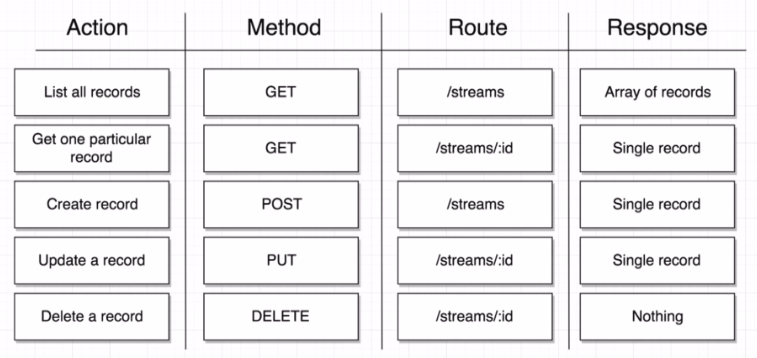 Action Method Route Response
List all records GET /streams Array of records
Get one particular
record GET /streams/:id Single record
Create record POST /streams Single record
Update a record PUT /streams/:id Single record
Delete a record DELETE /streams/:id Nothing